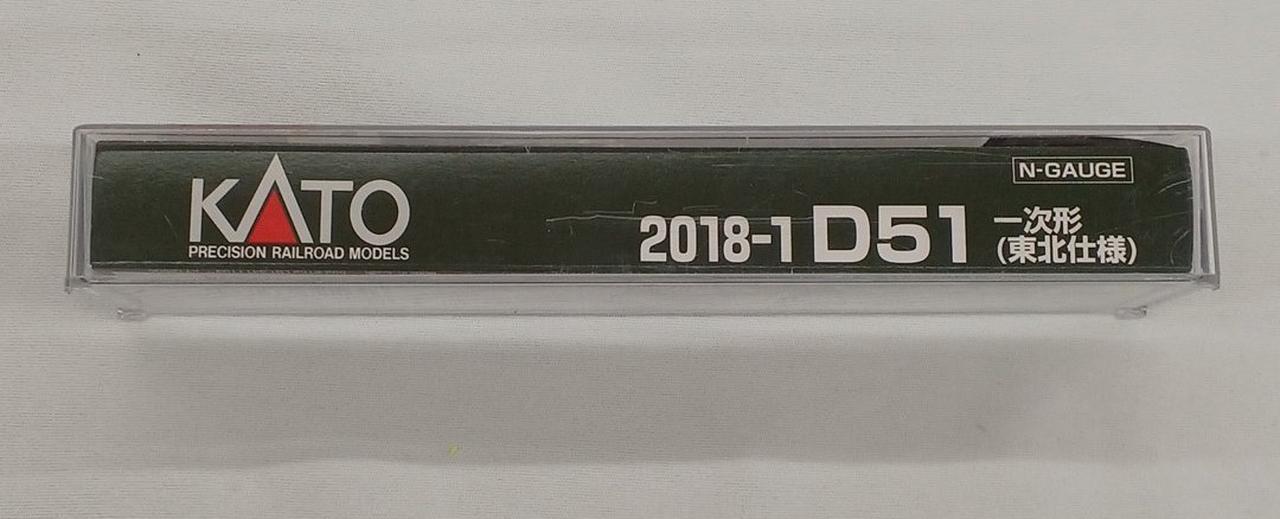 KATO
PRECISION RAILROAD MODELS
N-GAUGE
2018-1 D51 一次形
(東北仕様)